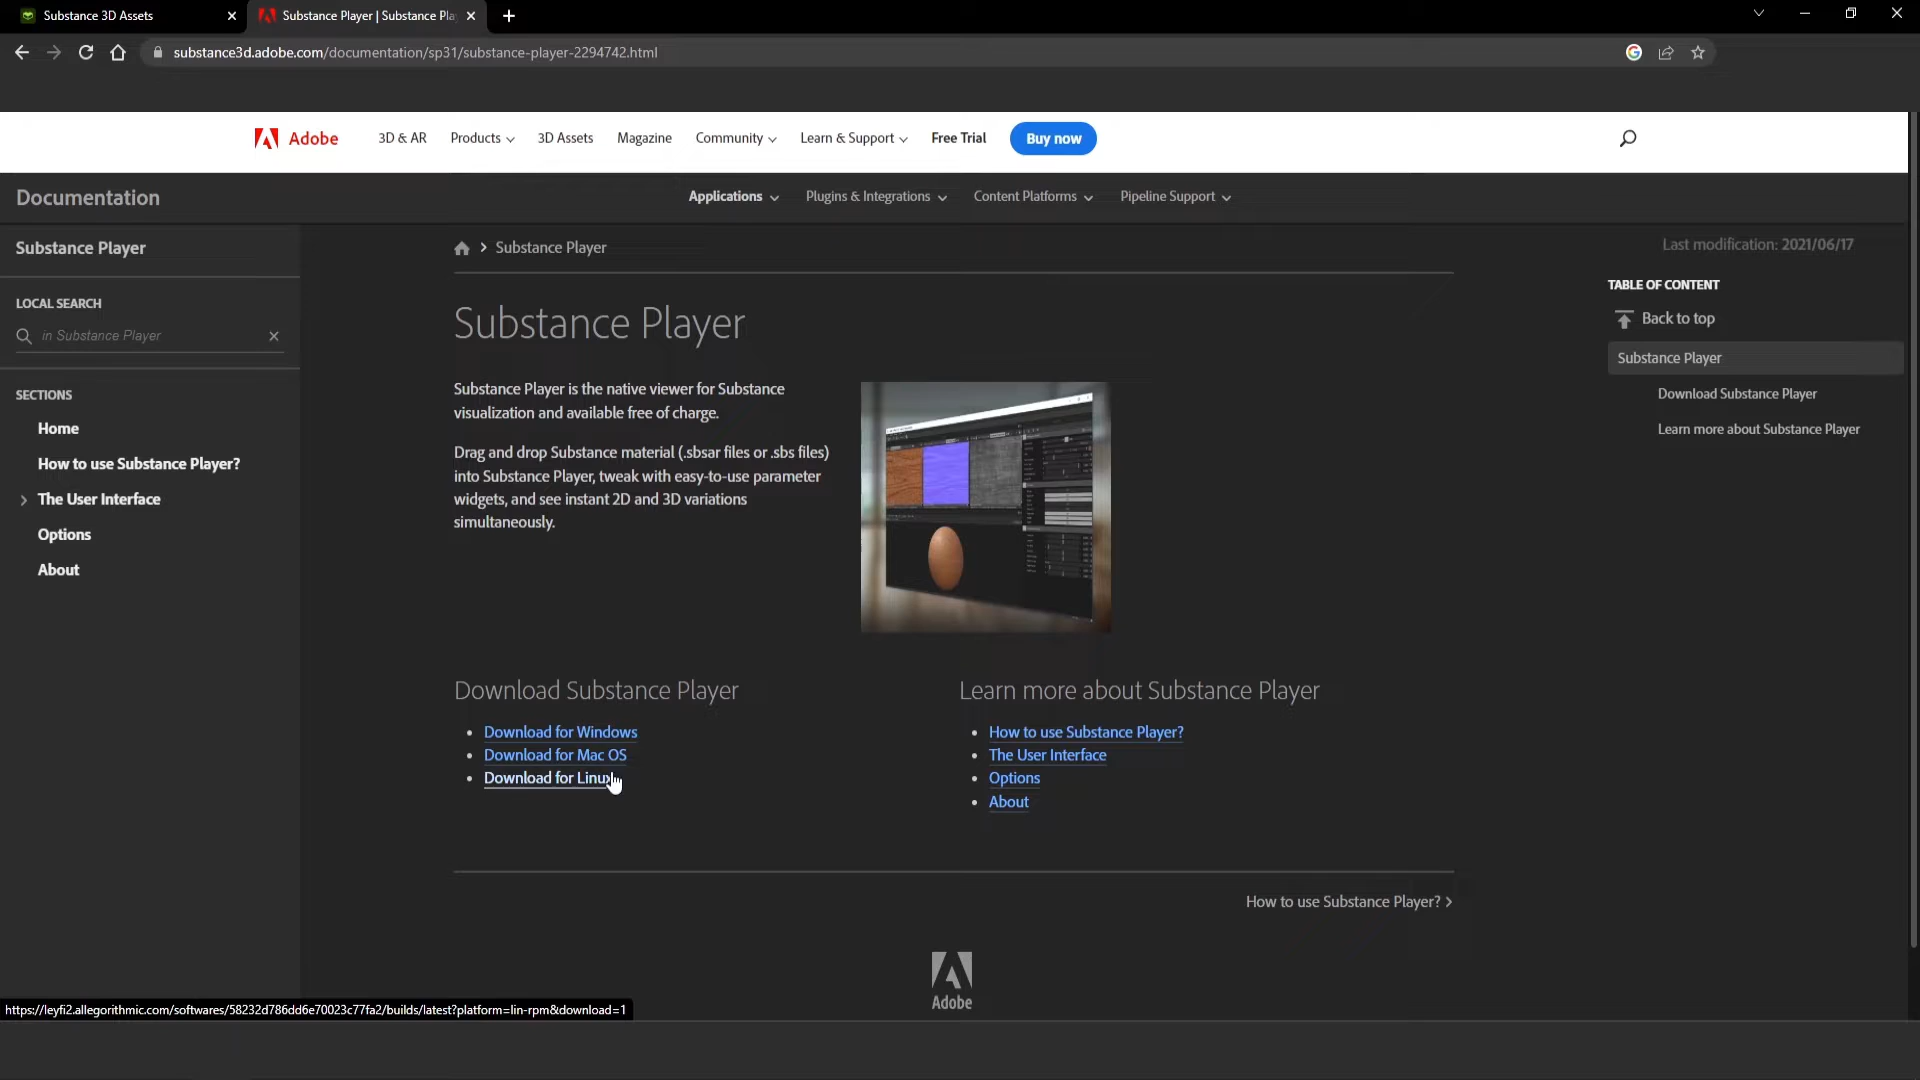 Substance 3D Assets
Substance Player | Substance Pla
substance3d.adobe.com/documentation/sp31/substance-player-2294742.html
Adobe
3D & AR
Products
3D Assets
Magazine
Community
Learn & Support
Free Trial
Buy now
Documentation
Applications
Plugins & Integrations
Content Platforms
Pipeline Support
Substance Player
LOCAL SEARCH
in Substance Player
SECTIONS
Home
How to use Substance Player?
The User Interface
Options
About
Substance Player
Substance Player
Substance Player is the native viewer for Substance
visualization and available free of charge.
Drag and drop Substance material (.sbsar files or .sbs files)
into Substance Player, tweak with easy-to-use parameter
widgets, and see instant 2D and 3D variations
simultaneously.
Download Substance Player
Download for Windows
Download for Mac OS
Download for Linux
Learn more about Substance Player
How to use Substance Player?
The User Interface
Options
About
How to use Substance Player?
Adobe
Last modification: 2021/06/17
TABLE OF CONTENT
Back to top
Substance Player
Download Substance Player
Learn more about Substance Player
https://leyfi2.allegorithmic.com/softwares/58232d786dd6e70023c77fa2/builds/latest?platform=lin-rpm&download=1